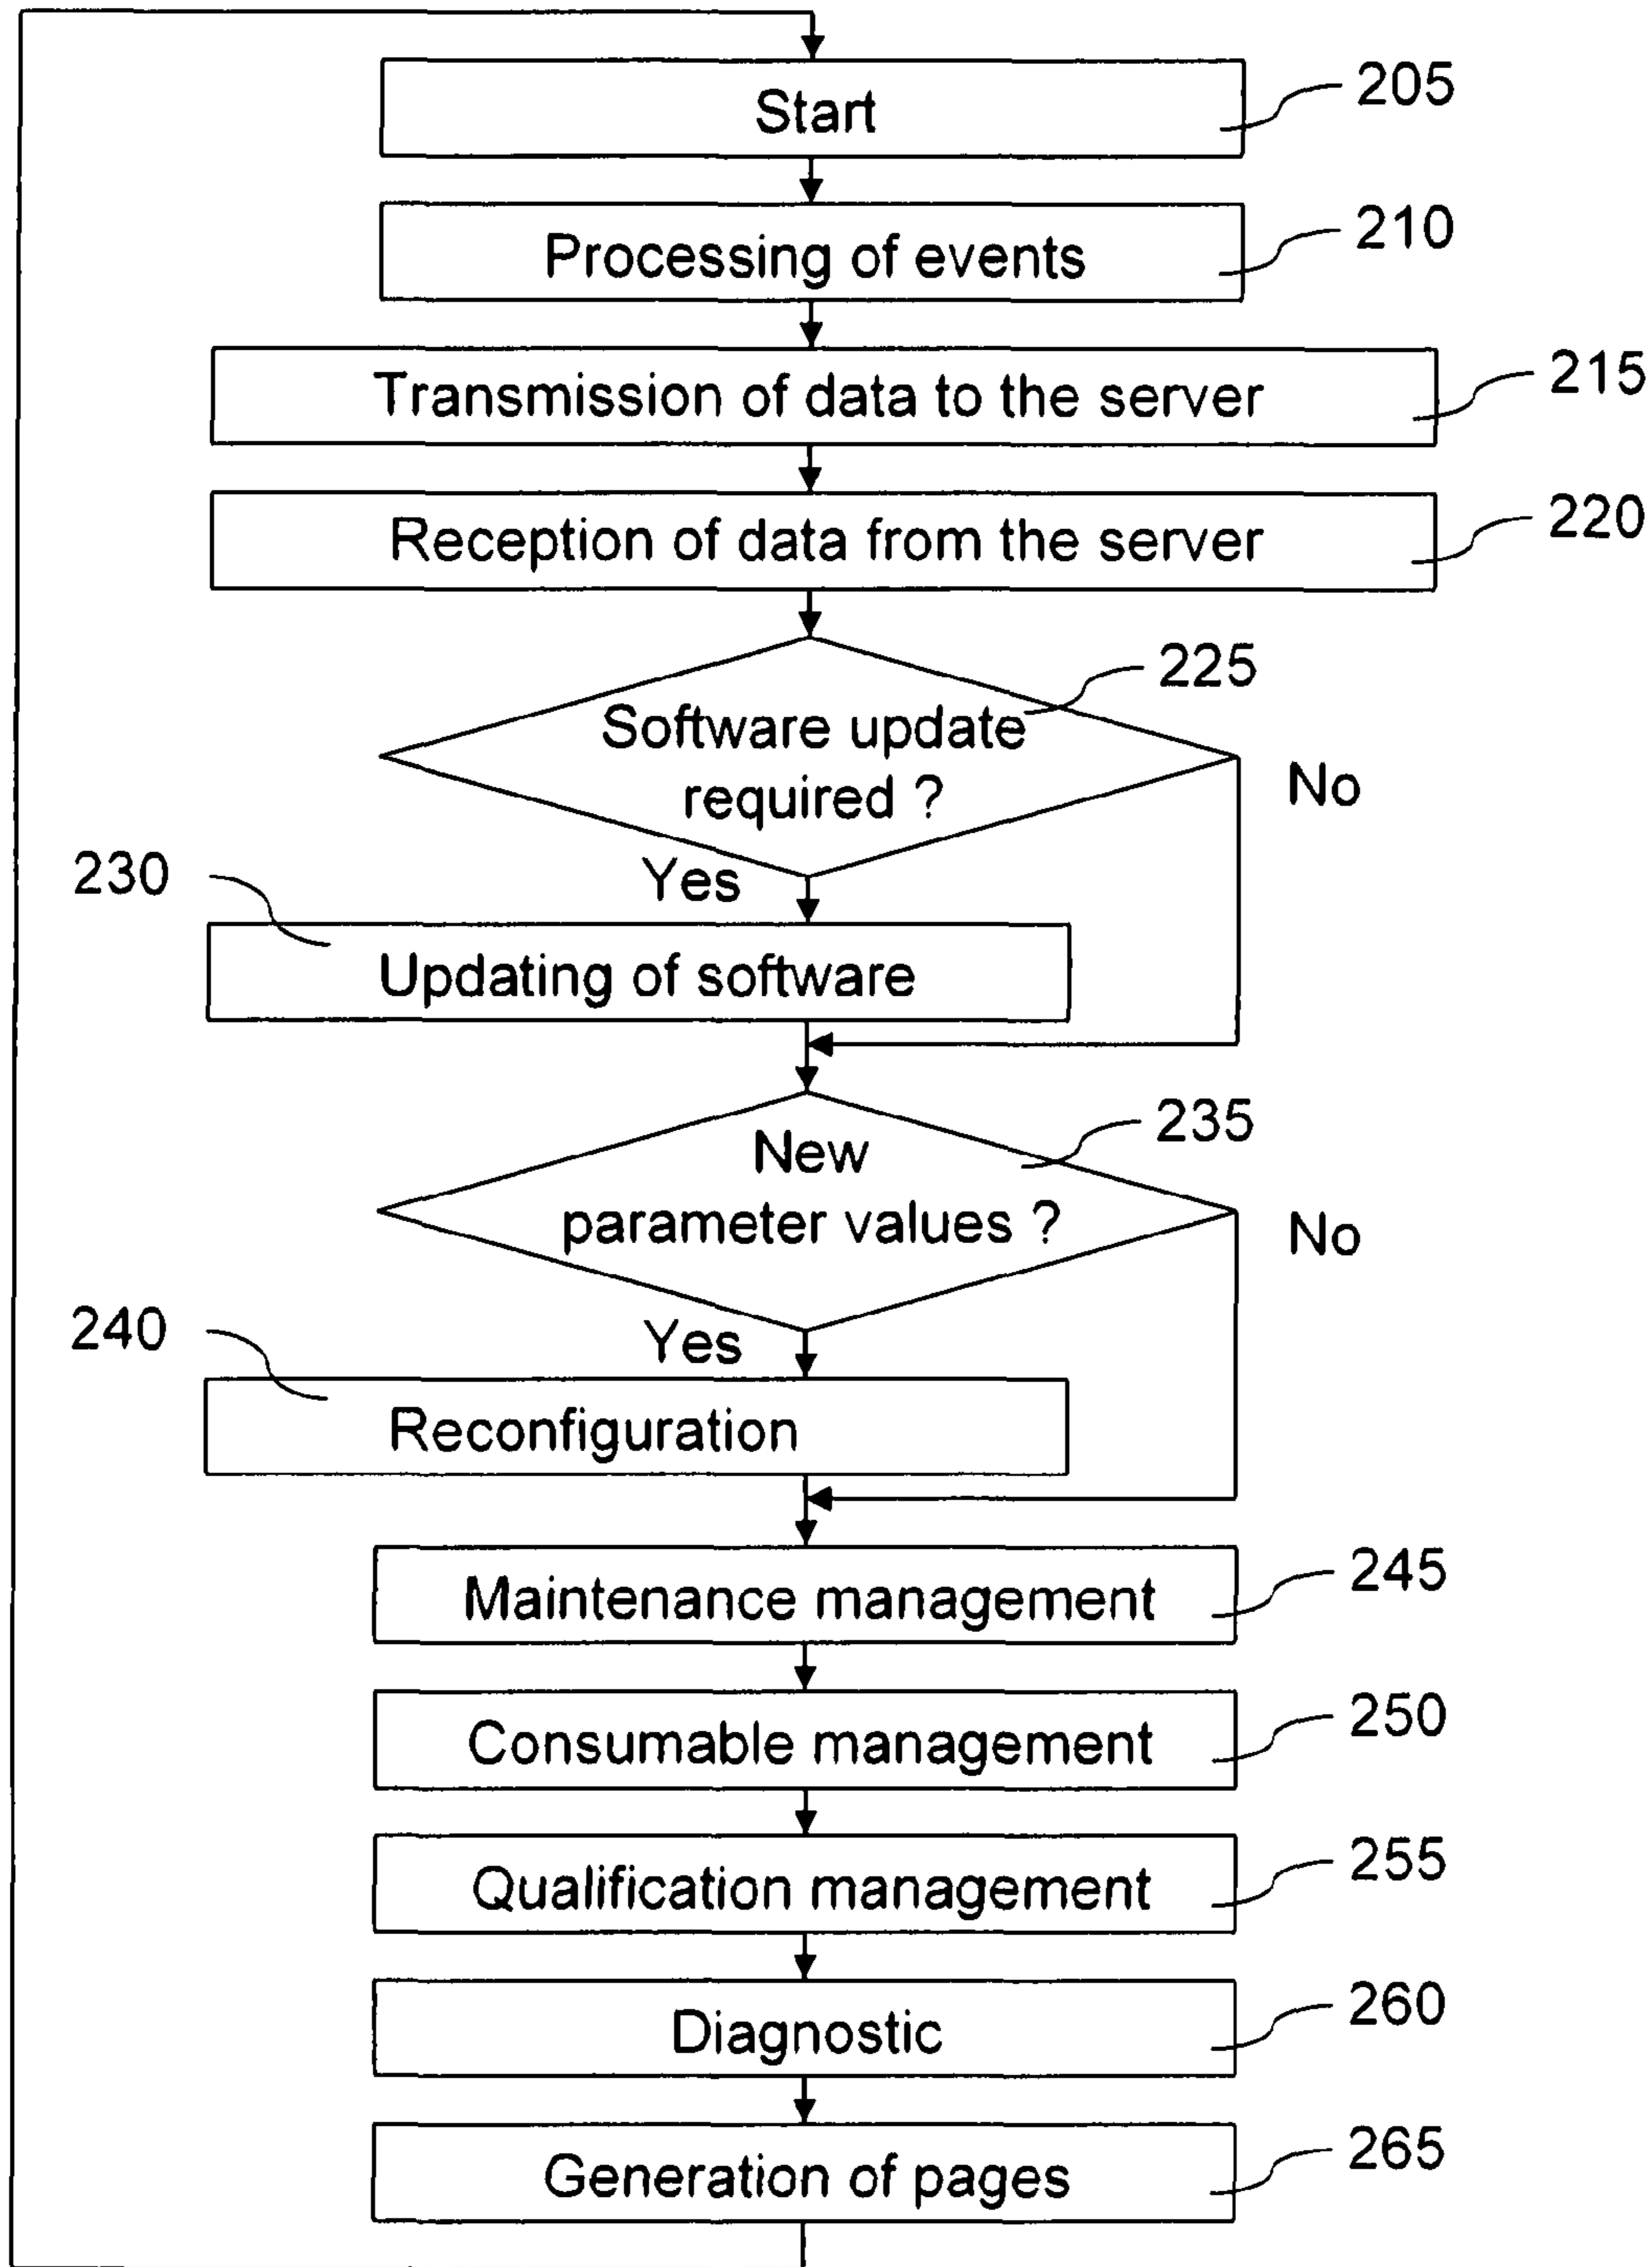 Start
205
Processing of events
210
Transmission of data to the server
215
Reception of data from the server
220
225
Software update
required ?
No
Yes
230
Updating of software
235
New
parameter values ?
No
Yes
240
Reconfiguration
Maintenance management
245
Consumable management
250
Qualification management
255
Diagnostic
260
Generation of pages
265